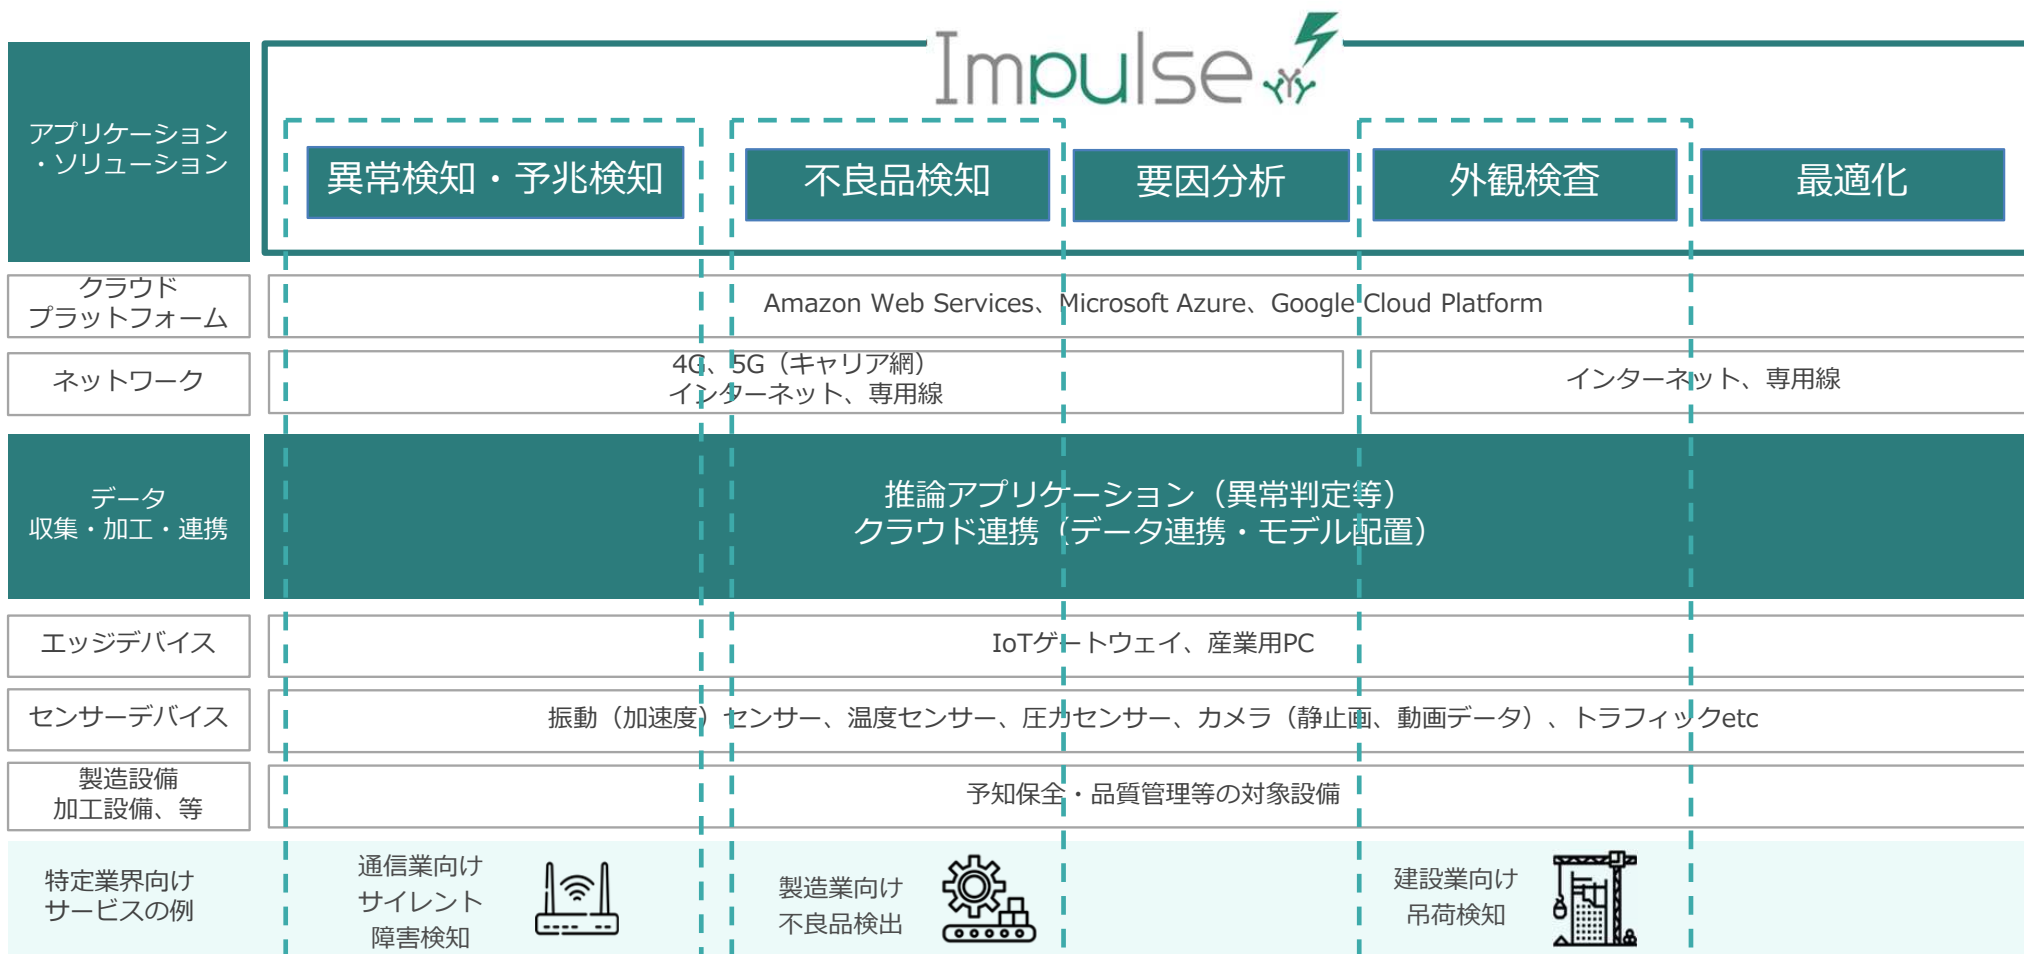 Impulse
アプリケーション
・ソリューション
異常検知・予兆検知
不良品検知
要因分析
外観検査
最適化
クラウド
プラットフォーム
Amazon Web Services、Microsoft Azure、Google Cloud Platform
ネットワーク
4G、5G（キャリア網）
インターネット、専用線
インターネット、専用線
データ
収集・加工・連携
推論アプリケーション（異常判定等）
クラウド連携（データ連携・モデル配置）
エッジデバイス
IoTゲートウェイ、産業用PC
センサーデバイス
振動（加速度）センサー、温度センサー、圧力センサー、カメラ（静止画、動画データ）、トラフィックetc
製造設備
加工設備、等
予知保全・品質管理等の対象設備
特定業界向け
サービスの例
通信業向け
サイレント
障害検知
製造業向け
不良品検出
建設業向け
吊荷検知